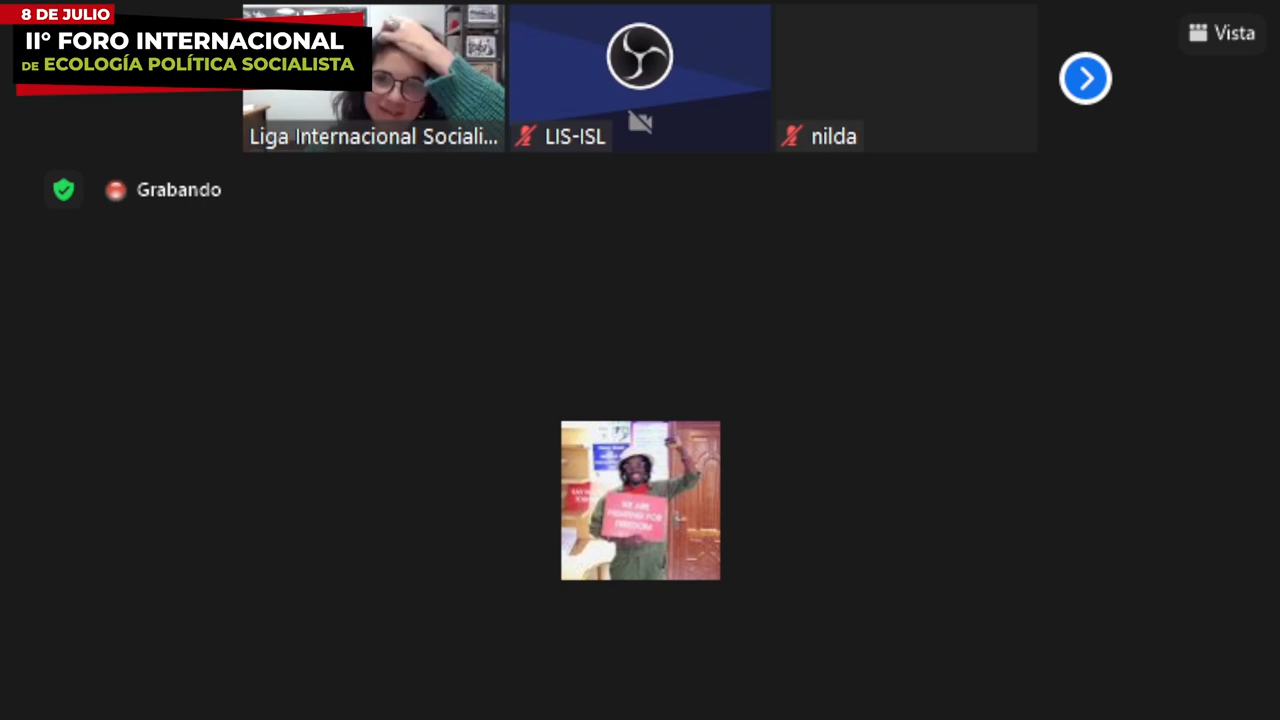 8 DE JULIO
IIº FORO INTERNACIONAL
DE ECOLOGÍA POLÍTICA SOCIALISTA
Liga Internacional Sociali...
LIS-ISL
nilda
Vista
Grabando
WE ARE
FIGHTING FOR
FREEDOM